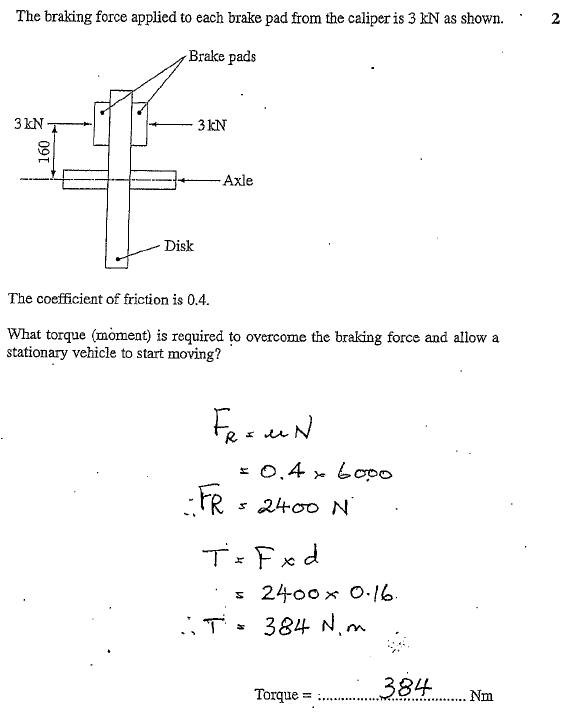 The braking force applied to each brake pad from the caliper is 3 kN as shown. 2
Brake pads
3 kN
3 kN
160
Axle
Disk
The coefficient of friction is 0.4.
What torque (moment) is required to overcome the braking force and allow a
stationary vehicle to start moving?
FR = μN
= 0.4 × 6000
∴ FR = 2400 N
T = F × d
= 2400 × 0.16
∴ T = 384 N.m
Torque = ............384............ Nm